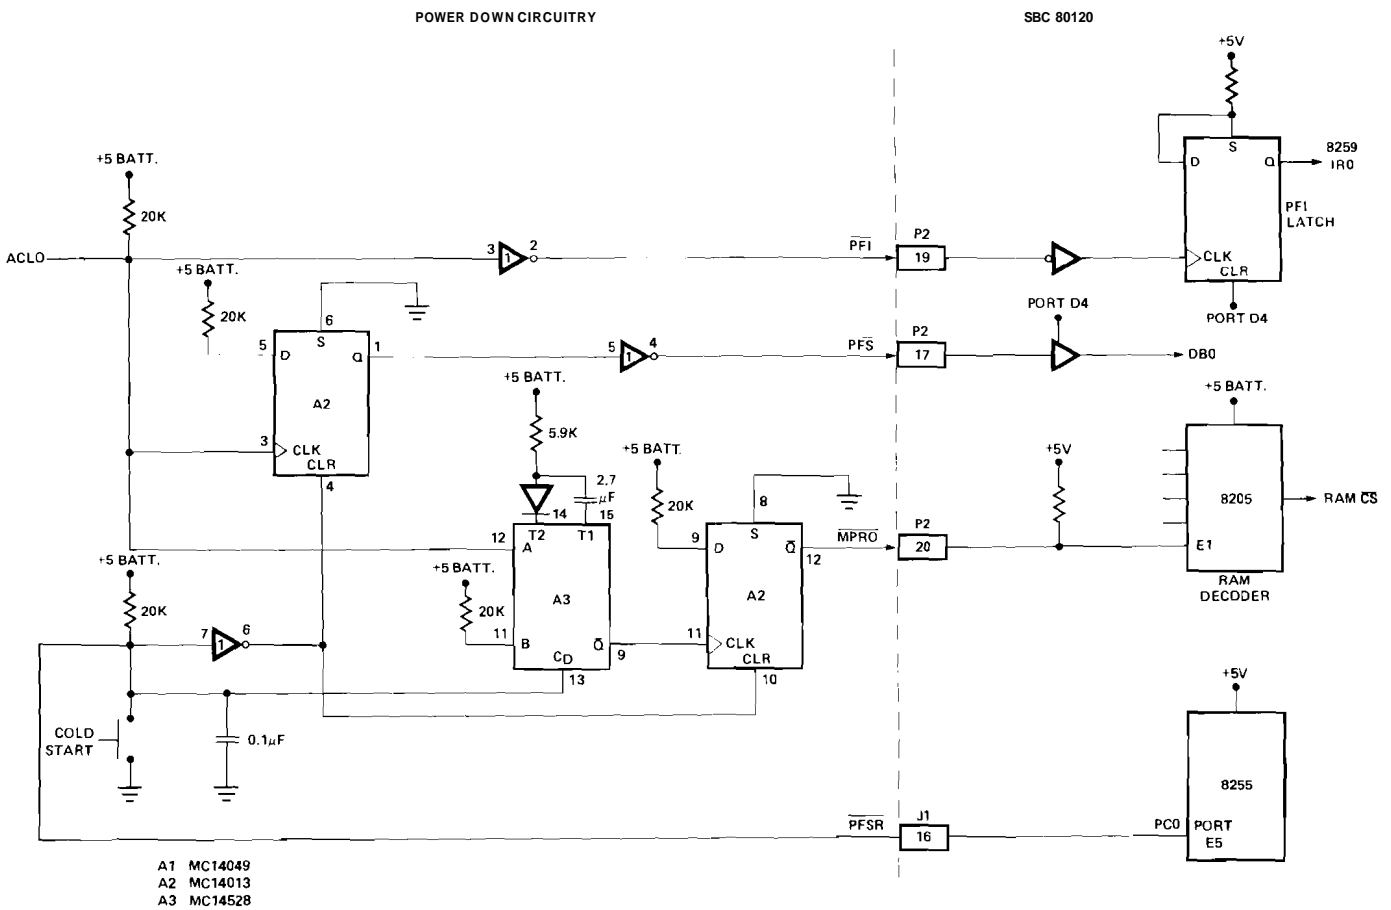 POWER DOWN CIRCUITRY
SBC 80120
+5V
S
D
Q
8259
IR0
PFI
LATCH
CLK
CLR
PORT D4
+5 BATT.
20K
ACLO
3
1
2
PFI
P2
19
+5 BATT.
20K
6
S
5
D
Q
1
A2
3
CLK
CLR
4
5
1
4
PFS
P2
17
PORT D4
DB0
+5 BATT.
5.9K
2.7
μF
14
15
T2
T1
12
A
A3
+5 BATT.
20K
11
B
Q
9
CD
13
+5 BATT.
20K
8
S
9
D
Q
12
A2
11
CLK
CLR
10
MPRO
P2
20
+5V
+5 BATT.
8205
RAM CS
E1
RAM
DECODER
+5 BATT.
20K
7
1
6
COLD
START
0.1μF
PFSR
J1
16
+5V
8255
PC0
PORT
E5
A1 MC14049
A2 MC14013
A3 MC14528